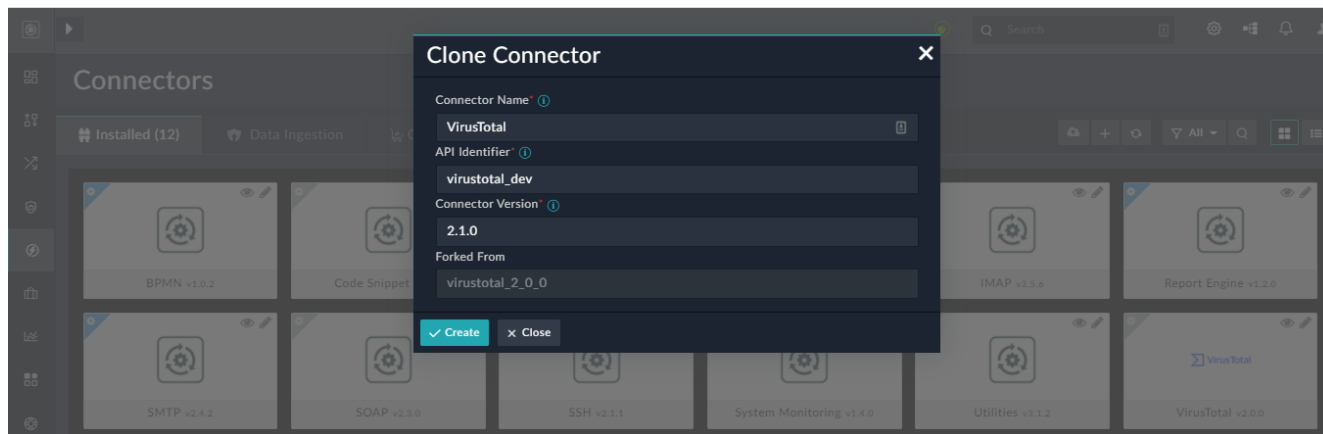 Search
Connectors
Installed (12)
Data Ingestion
All
Clone Connector
Connector Name*
VirusTotal
API Identifier*
virustotal_dev
Connector Version*
2.1.0
Forked From
virustotal_2_0_0
Create
Close
BPMN v1.0.2
Code Snippet
IMAP v3.5.6
Report Engine v1.2.0
VirusTotal
SMTP v2.4.2
SOAP v2.3.0
SSH v2.1.1
System Monitoring v1.4.0
Utilities v3.1.2
VirusTotal v2.0.0